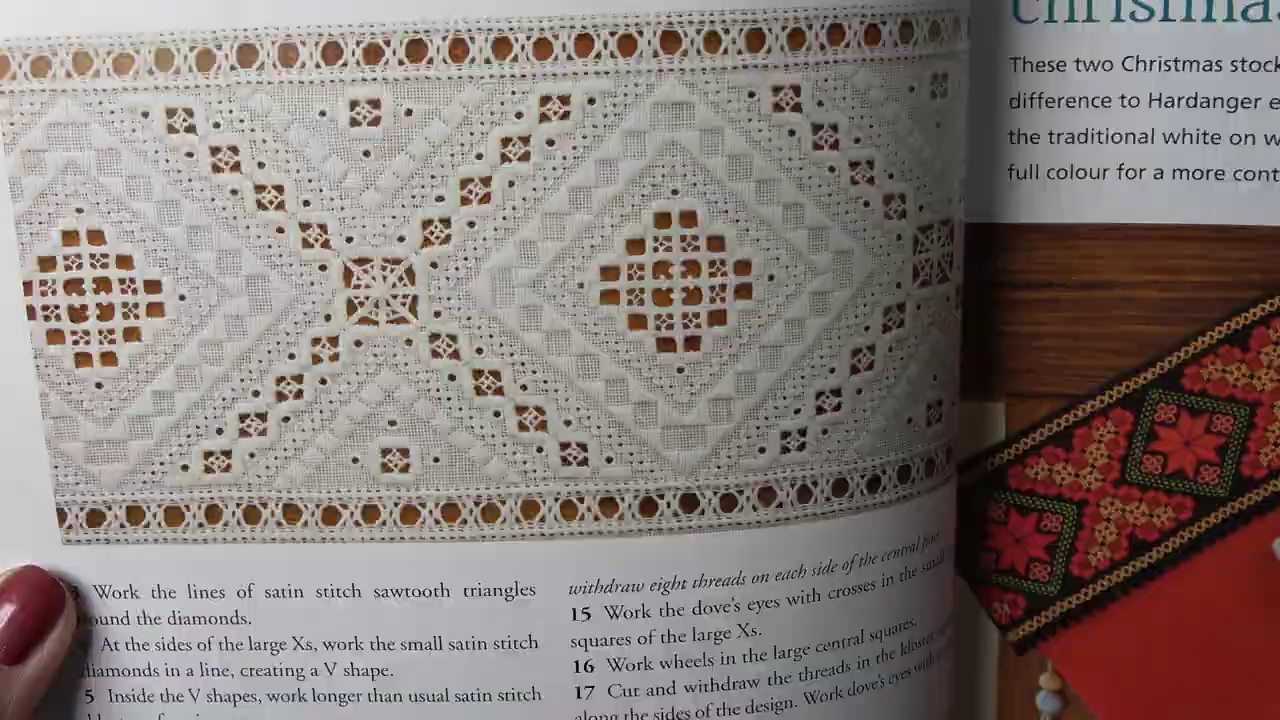 Work the lines of satin stitch sawtooth triangles
ound the diamonds.
At the sides of the large Xs, work the small satin stitch
diamonds in a line, creating a V shape.
5 Inside the V shapes, work longer than usual satin stitch
withdraw eight threads on each side of the central
15 Work the dove's eyes with crosses in the small
squares of the large Xs.
16 Work wheels in the large central squares.
17 Cut and withdraw the threads in the
along the sides of the design. Work dove's eyes
christma
These two Christmas stock
difference to Hardanger e
the traditional white on w
full colour for a more cont